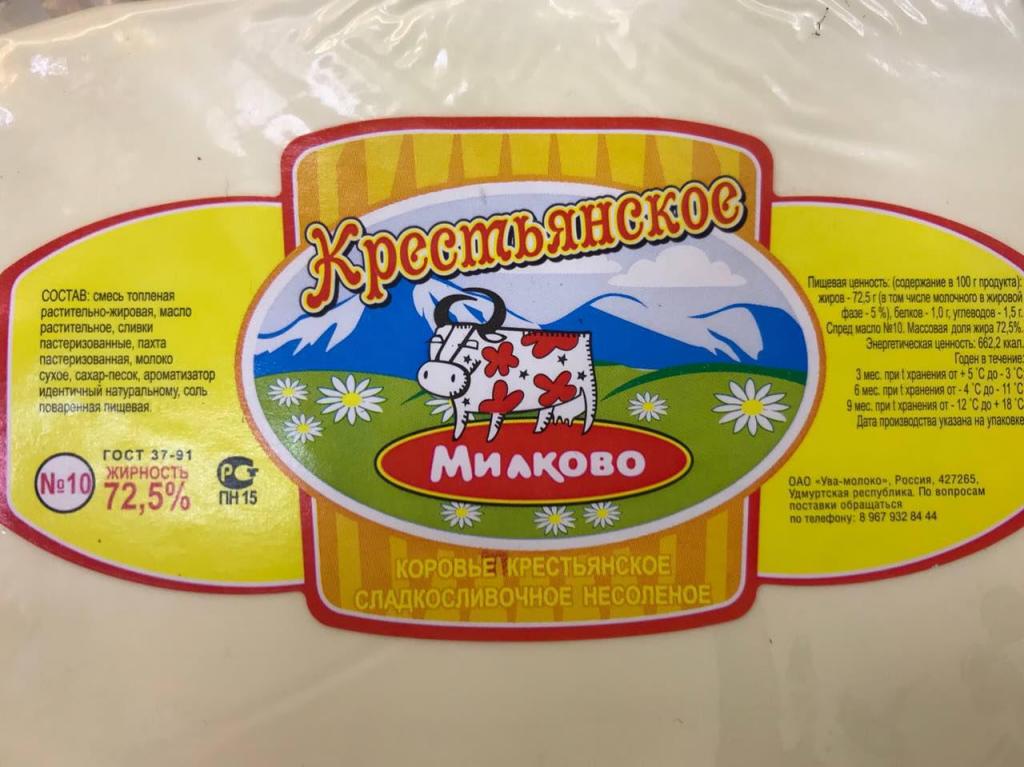 Крестьянское
СОСТАВ: смесь топленая
растительно-жировая, масло
растительное, сливки
пастеризованные, пахта
пастеризованная, молоко
сухое, сахар-песок, ароматизатор
идентичный натуральному, соль
поваренная пищевая.
№10
ГОСТ 37-91
ЖИРНОСТЬ
72,5%
РСТ
ПН 15
Милково
КОРОВЬЕ КРЕСТЬЯНСКОЕ
СЛАДКОСЛИВОЧНОЕ НЕСОЛЕНОЕ
Пищевая ценность: (содержание в 100 г продукта):
жиров - 72,5 г (в том числе молочного в жировой
фазе - 5 %), белков - 1,0 г, углеводов - 1,5 г.
Спред масло №10. Массовая доля жира 72,5%.
Энергетическая ценность: 662,2 ккал.
Годен в течение:
3 мес. при t хранения от + 5 °С до - 3 °С;
6 мес. при t хранения от - 4 °С до - 11 °С
9 мес. при t хранения от - 12 °С до + 18 °С
Дата производства указана на упаковке
ОАО «Ува-молоко», Россия, 427265,
Удмуртская республика. По вопросам
поставки обращаться
по телефону: 8 967 932 84 44